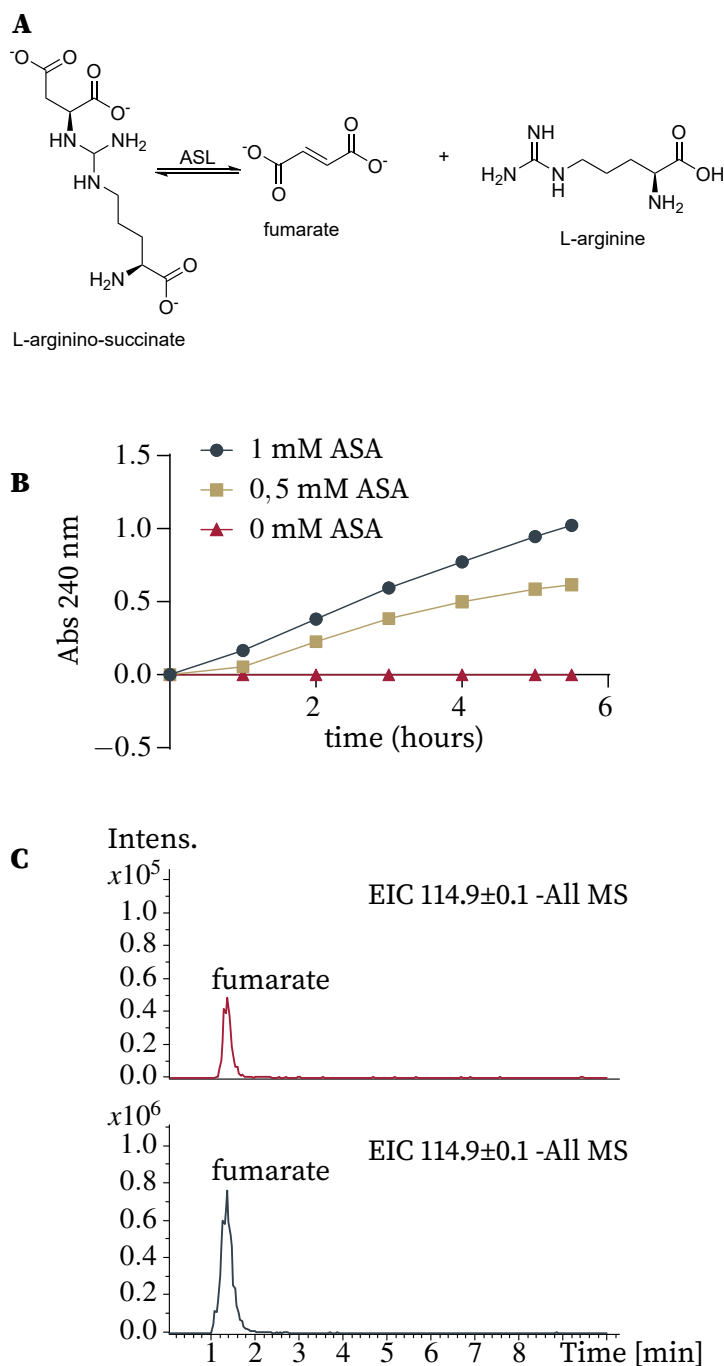 A
⁻O
O
O
O⁻
HN
NH₂
HN
H₂N
O
O⁻
L-arginino-succinate
ASL
⁻O
O
O
O⁻
fumarate
+
NH
H₂N
N
H
O
OH
NH₂
L-arginine
B
Abs 240 nm
1.5
1.0
0.5
0.0
−0.5
1 mM ASA
0,5 mM ASA
0 mM ASA
2
4
6
time (hours)
C
Intens.
x10⁵
EIC 114.9±0.1 -All MS
1.0
0.8
0.6
0.4
0.2
0.0
fumarate
x10⁶
EIC 114.9±0.1 -All MS
1.0
0.8
0.6
0.4
0.2
0.0
fumarate
1 2 3 4 5 6 7 8 Time [min]